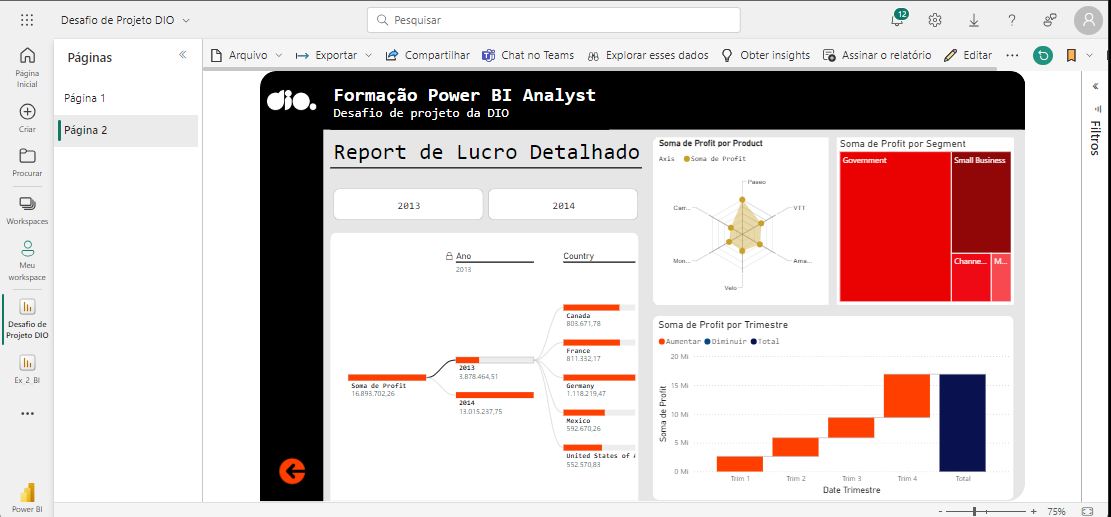 Desafio de Projeto DIO
Pesquisar
12
Página Inicial
Criar
Procurar
Workspaces
Meu workspace
Desafio de Projeto DIO
Ex_2_BI
Power BI
Páginas
Página 1
Página 2
Arquivo
Exportar
Compartilhar
Chat no Teams
Explorar esses dados
Obter insights
Assinar o relatório
Editar
DIO.
Formação Power BI Analyst
Desafio de projeto da DIO
Report de Lucro Detalhado
2013
2014
Ano
2013
Country
Soma de Profit
16.893.702,26
2013
3.878.464,51
2014
13.015.237,75
Canada
803.671,78
France
811.332,17
Germany
1.118.219,47
Mexico
592.670,26
United States of A
552.570,83
Soma de Profit por Product
Axis
Soma de Profit
Paseo
VTT
Ama...
Velo
Mon...
Carr...
Soma de Profit por Segment
Government
Small Business
Channe...
M...
Soma de Profit por Trimestre
Aumentar
Diminuir
Total
Soma de Profit
20 Mi
15 Mi
10 Mi
5 Mi
0 Mi
Trim 1
Trim 2
Trim 3
Trim 4
Total
Date Trimestre
Filtros
- + 75%